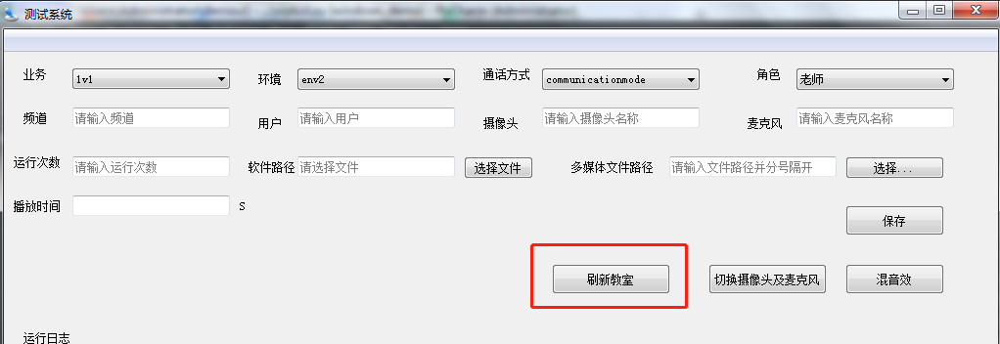 测试系统
业务 1v1 环境 env2 通话方式 communicationmode 角色 老师
频道 请输入频道 用户 请输入用户 摄像头 请输入摄像头名称 麦克风 请输入麦克风名称
运行次数 请输入运行次数 软件路径 请选择文件 选择文件 多媒体文件路径 请输入文件路径并分号隔开 选择...
播放时间 S
保存
刷新教室 切换摄像头及麦克风 混音效
运行日志